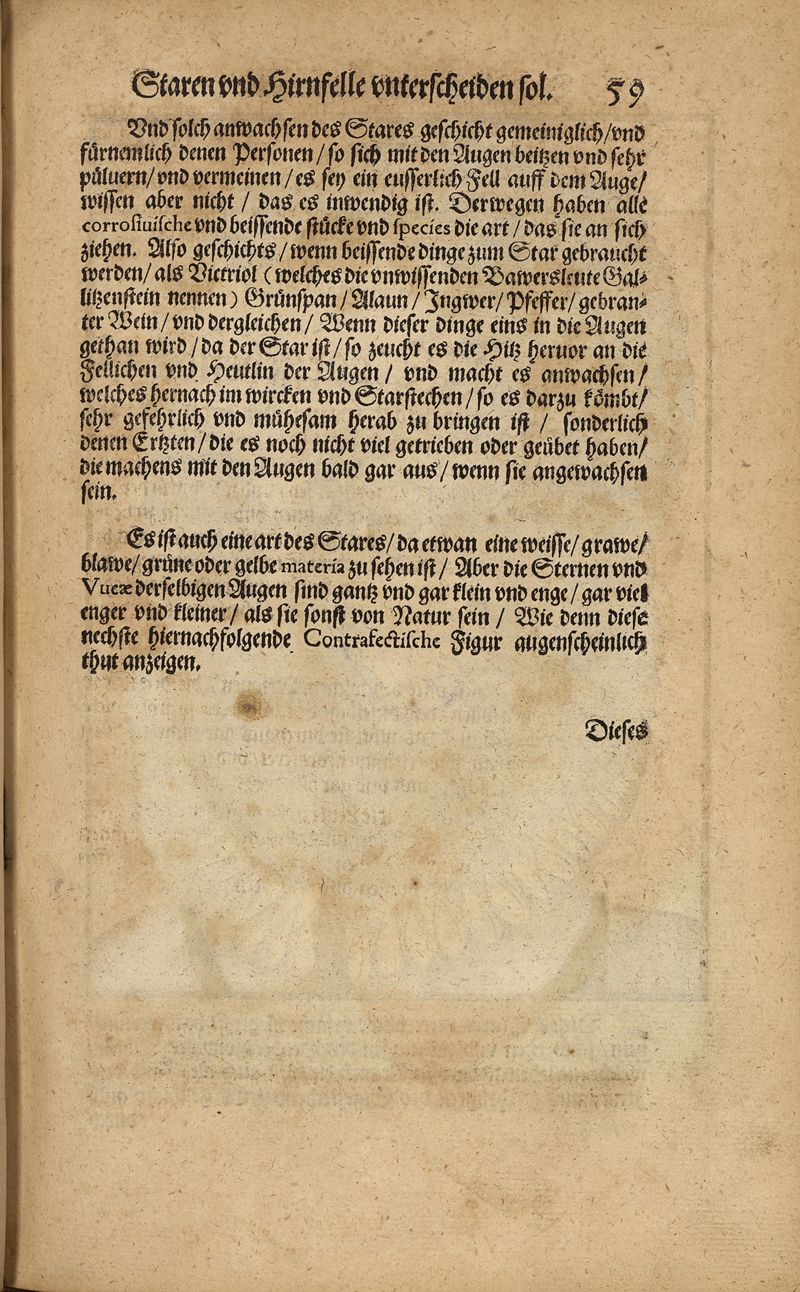 Staren vnd Hirnfelle vnterscheiden sol. 59
Vnd solch anwachsen des Stares geschicht gemeiniglich/vnd
fürnemlich denen Personen/so sich mit den Augen beitzen vnd sehr
püluern/vnd vermeinen/es sey ein eusserlich Fell auff dem Auge/
wissen aber nicht / das es inwendig ist. Derwegen haben alle
corrosiuische vnd beissende stücke vnd species die art/das sie an sich
ziehen. Also geschichts/wenn beissende dinge zum Star gebraucht
werden/als Victriol (welches die vnwissenden Bawersleute Gal⸗
litzenstein nennen) Grünspan/Alaun/Ingwer/Pfeffer/gebran⸗
ter Wein/vnd dergleichen/ Wenn dieser dinge eins in die Augen
gethan wird/da der Star ist/so zeucht es die Hitz heruor an die
Fellichen vnd Heutlin der Augen / vnd macht es anwachsen/
welches hernach im wircken vnd Starstechen/so es darzu kömbt/
sehr gefehrlich vnd mühesam herab zu bringen ist / sonderlich
denen Ertzten/die es noch nicht viel getrieben oder geübet haben/
die machens mit den Augen bald gar aus/wenn sie angewachsen
sein.
Es ist auch eine art des Stares/da etwan eine weisse/grawe/
blawe/grüne oder gelbe materia zu sehen ist/ Aber die Sternen vnd
Vueæ derselbigen Augen sind gantz vnd gar klein vnd enge/gar viel
enger vnd kleiner/als sie sonst von Natur sein / Wie denn diese
nechste hiernachfolgende Contrafectische Figur augenscheinlich
thut anzeigen.
Dieses